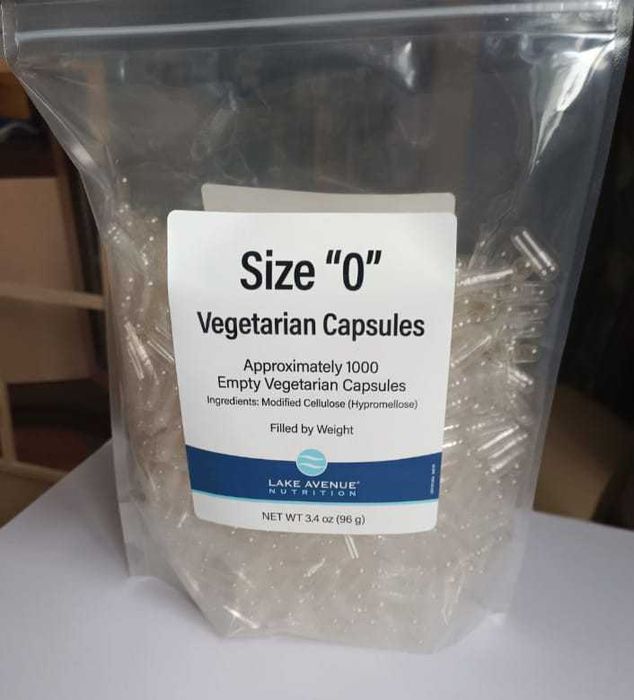 Size "0"
Vegetarian Capsules
Approximately 1000
Empty Vegetarian Capsules
Ingredients: Modified Cellulose (Hypromellose)
Filled by Weight
LAKE AVENUE
NUTRITION
NET WT 3.4 oz (96 g)